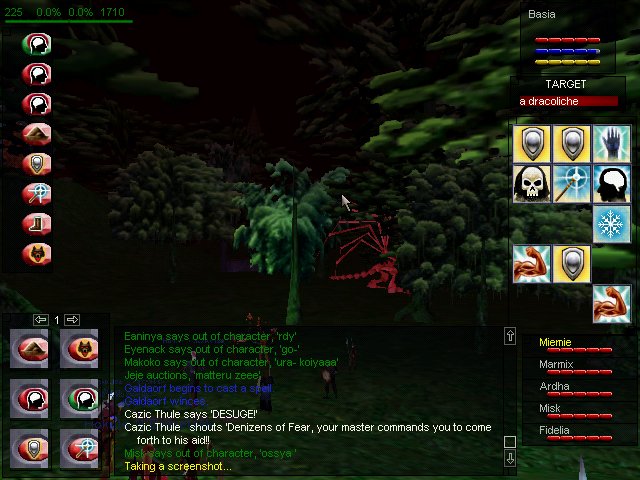 225 0.0% 0.0% 1710
Basia
TARGET
a dracoliche
1
Eaninya says out of character, 'rdy'
Eyenack says out of character, 'go-'
Makoko says out of character, 'ura- koiyaaa'
Jeje auctions, 'matteru zeee'
Galdaorf begins to cast a spell.
Galdaorf winces.
Cazic Thule says 'DESUGE!'
Cazic Thule shouts 'Denizens of Fear, your master commands you to come
forth to his aid!!
Misk says out of character, 'ossya '
Taking a screenshot...
Miemie
Marmix
Ardha
Misk
Fidelia